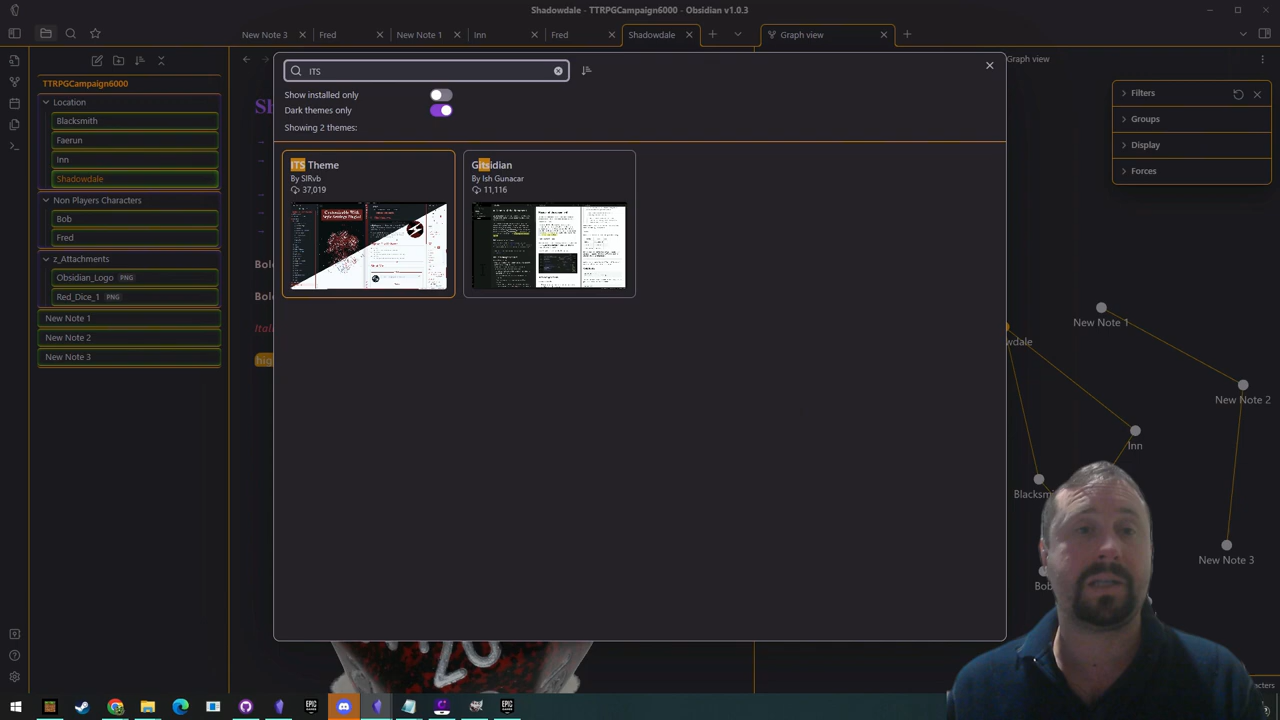 Shadowdale - TTRPGCampaign6000 - Obsidian v1.0.3
New Note 3
Fred
New Note 1
Inn
Fred
Shadowdale
Graph view
Graph view
TTRPGCampaign6000
Location
Blacksmith
Faerun
Inn
Shadowdale
Non Players Characters
Bob
Fred
z_Attachments
Obsidian_Logo PNG
Red_Dice_1 PNG
New Note 1
New Note 2
New Note 3
ITS
Show installed only
Dark themes only
Showing 2 themes:
ITS Theme
By SlRvb
37,019
Gitsidian
By Ish Gunacar
11,116
Filters
Groups
Display
Forces
New Note 1
New Note 2
Inn
New Note 3